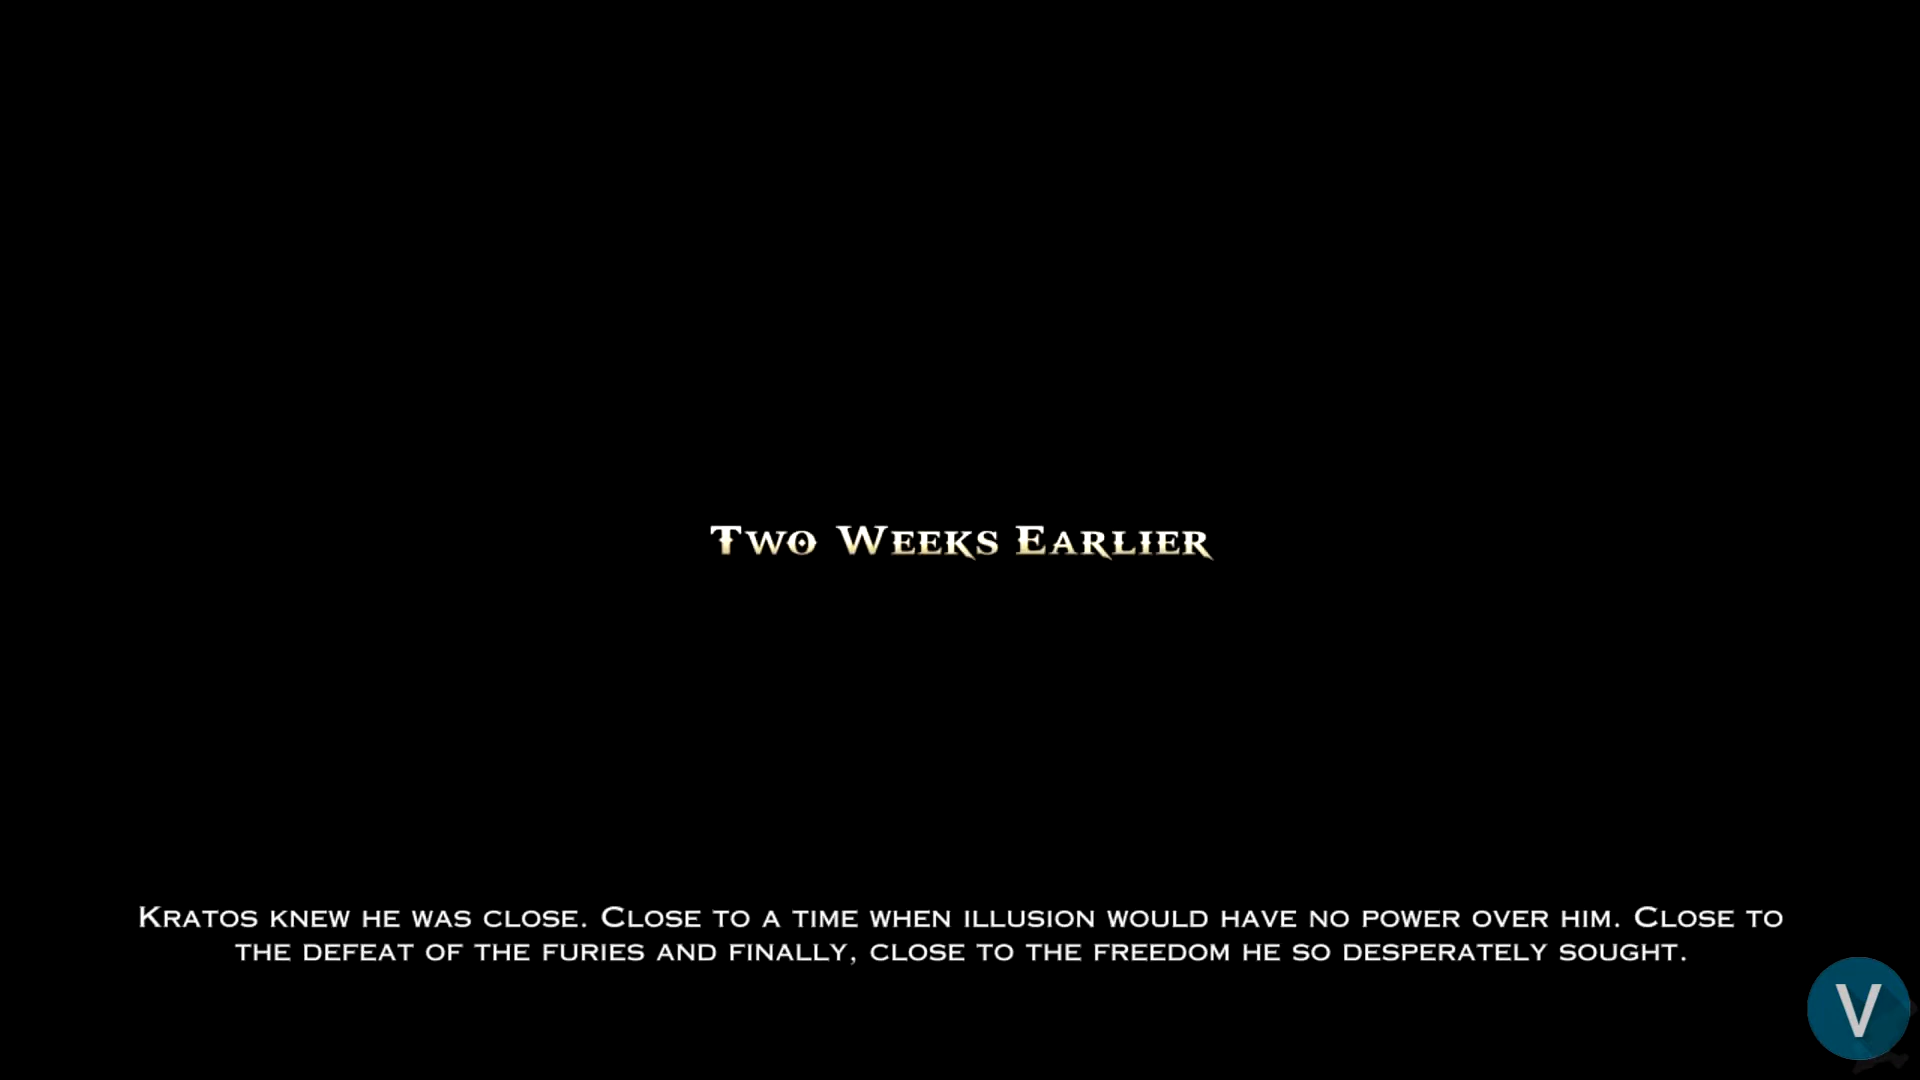 Two Weeks Earlier
Kratos knew he was close. Close to a time when illusion would have no power over him. Close to
the defeat of the Furies and finally, close to the freedom he so desperately sought.
V